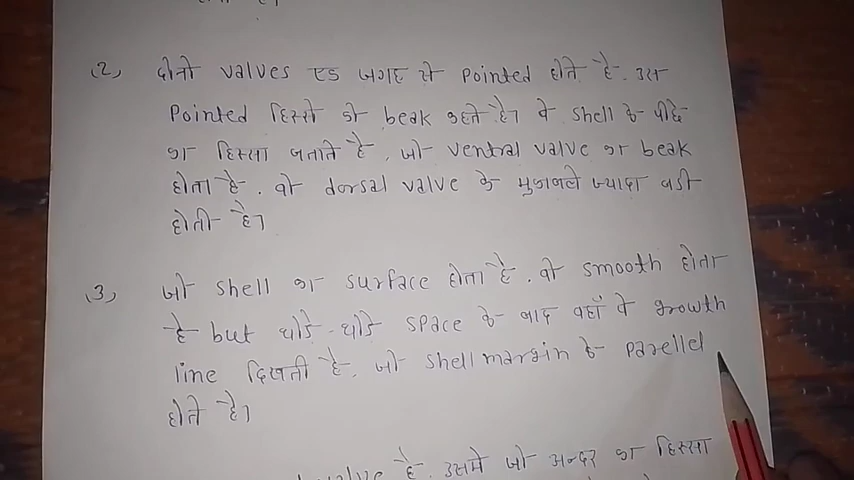 होती है।
(2) दोनो valves एक जगह से pointed होते है. उस
pointed हिस्से को beak कहते है। ये shell के पीछे
का हिस्सा बताते है, जो ventral valve का beak
होता है. वो dorsal valve के मुकाबले ज्यादा बडी
होती है।
(3) जो shell का surface होता है. वो smooth होता
है but थोडे-थोडे space के बाद वहाँ पे growth
line दिखती है, जो shell margin के parellel
होते है।
valve है. उसमे जो अन्दर का हिस्सा